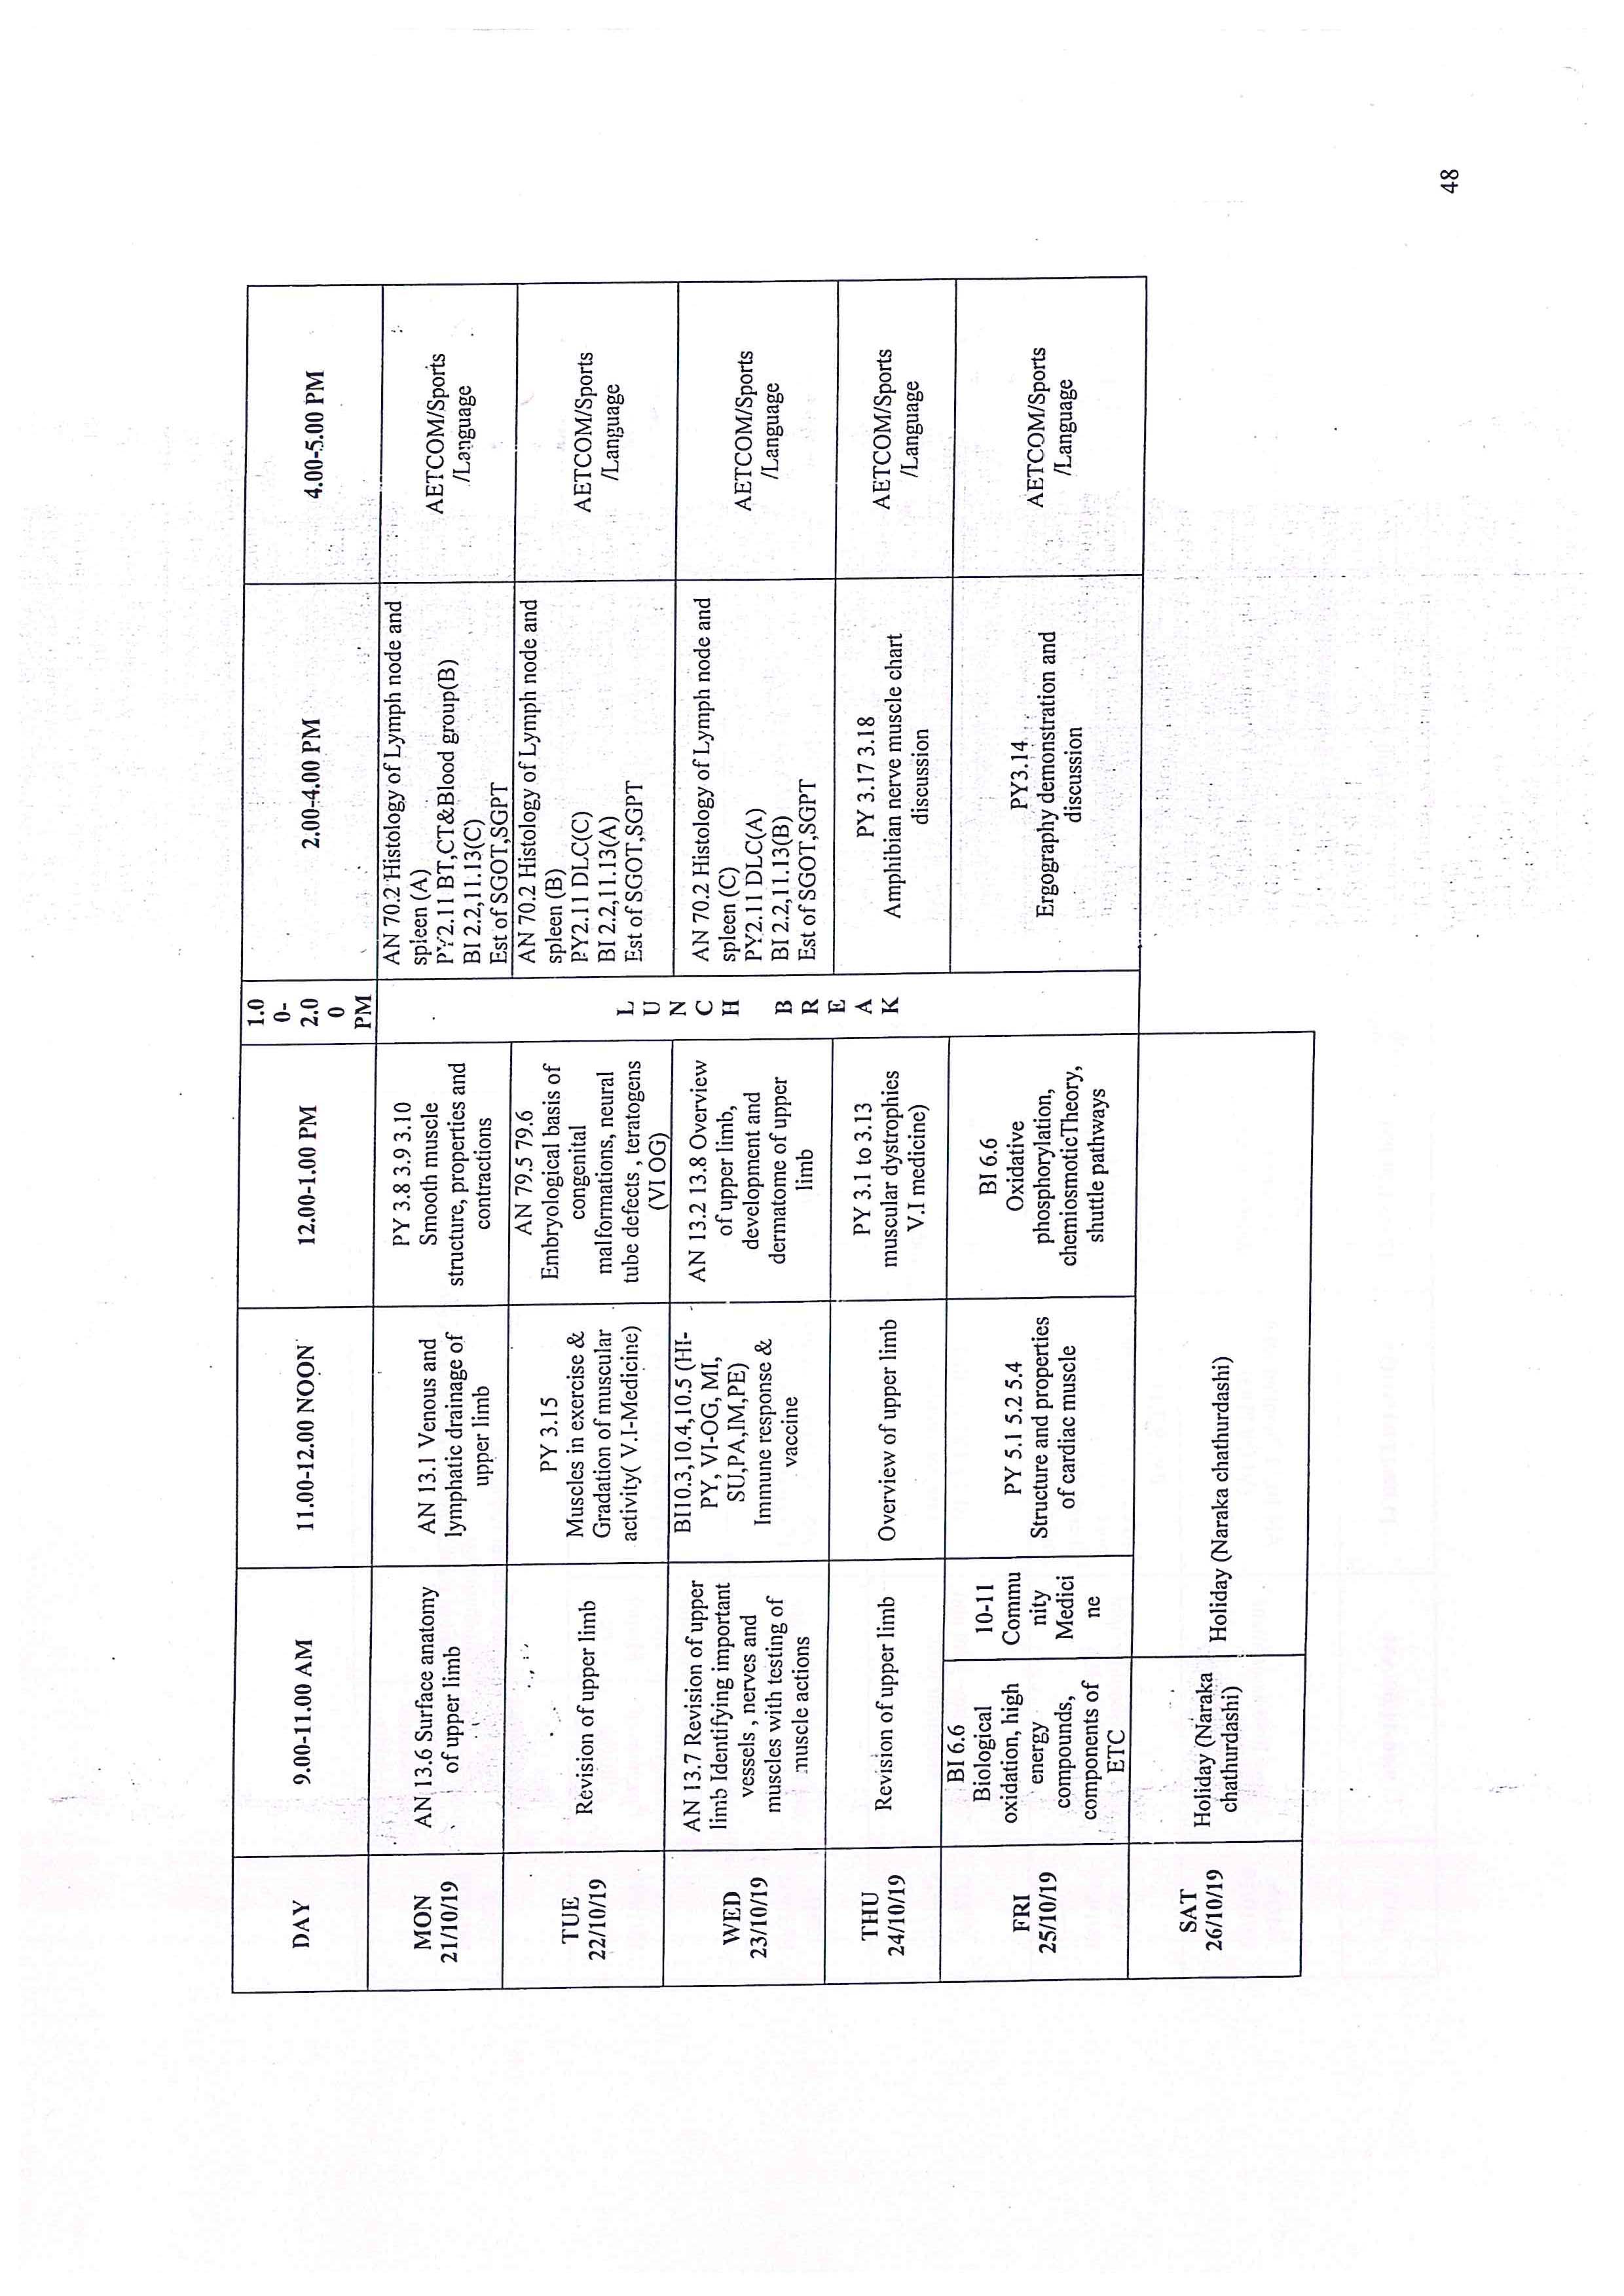 DAY
9.00-11.00 AM
11.00-12.00 NOON
12.00-1.00 PM
1.0
0-
2.0
0
PM
2.00-4.00 PM
4.00-5.00 PM
MON
21/10/19
AN 13.6 Surface anatomy
of upper limb
AN 13.1 Venous and
lymphatic drainage of
upper limb
PY 3.8 3.9 3.10
Smooth muscle
structure, properties and
contractions
L
U
N
C
H
B
R
E
A
K
AN 70.2 Histology of Lymph node and
spleen (A)
PY2.11 BT,CT&Blood group(B)
BI 2.2,11.13(C)
Est of SGOT,SGPT
AETCOM/Sports
/Language
TUE
22/10/19
Revision of upper limb
PY 3.15
Muscles in exercise &
Gradation of muscular
activity( V.I-Medicine)
AN 79.5 79.6
Embryological basis of
congenital
malformations, neural
tube defects , teratogens
(VI OG)
AN 70.2 Histology of Lymph node and
spleen (B)
PY2.11 DLC(C)
BI 2.2,11.13(A)
Est of SGOT,SGPT
AETCOM/Sports
/Language
WED
23/10/19
AN 13.7 Revision of upper
limb Identifying important
vessels , nerves and
muscles with testing of
muscle actions
BI10.3,10.4,10.5 (HI-
PY, VI-OG, MI,
SU,PA,IM,PE)
Immune response &
vaccine
AN 13.2 13.8 Overview
of upper limb,
development and
dermatome of upper
limb
AN 70.2 Histology of Lymph node and
spleen (C)
PY2.11 DLC(A)
BI 2.2,11.13(B)
Est of SGOT,SGPT
AETCOM/Sports
/Language
THU
24/10/19
Revision of upper limb
Overview of upper limb
PY 3.1 to 3.13
muscular dystrophies
V.I medicine)
PY 3.17 3.18
Amphibian nerve muscle chart
discussion
AETCOM/Sports
/Language
FRI
25/10/19
BI 6.6
Biological
oxidation, high
energy
compounds,
components of
ETC
10-11
Commu
nity
Medici
ne
PY 5.1 5.2 5.4
Structure and properties
of cardiac muscle
BI 6.6
Oxidative
phosphorylation,
chemiosmoticTheory,
shuttle pathways
PY3.14
Ergography demonstration and
discussion
AETCOM/Sports
/Language
SAT
26/10/19
Holiday (Naraka
chathurdashi)
Holiday (Naraka chathurdashi)
48